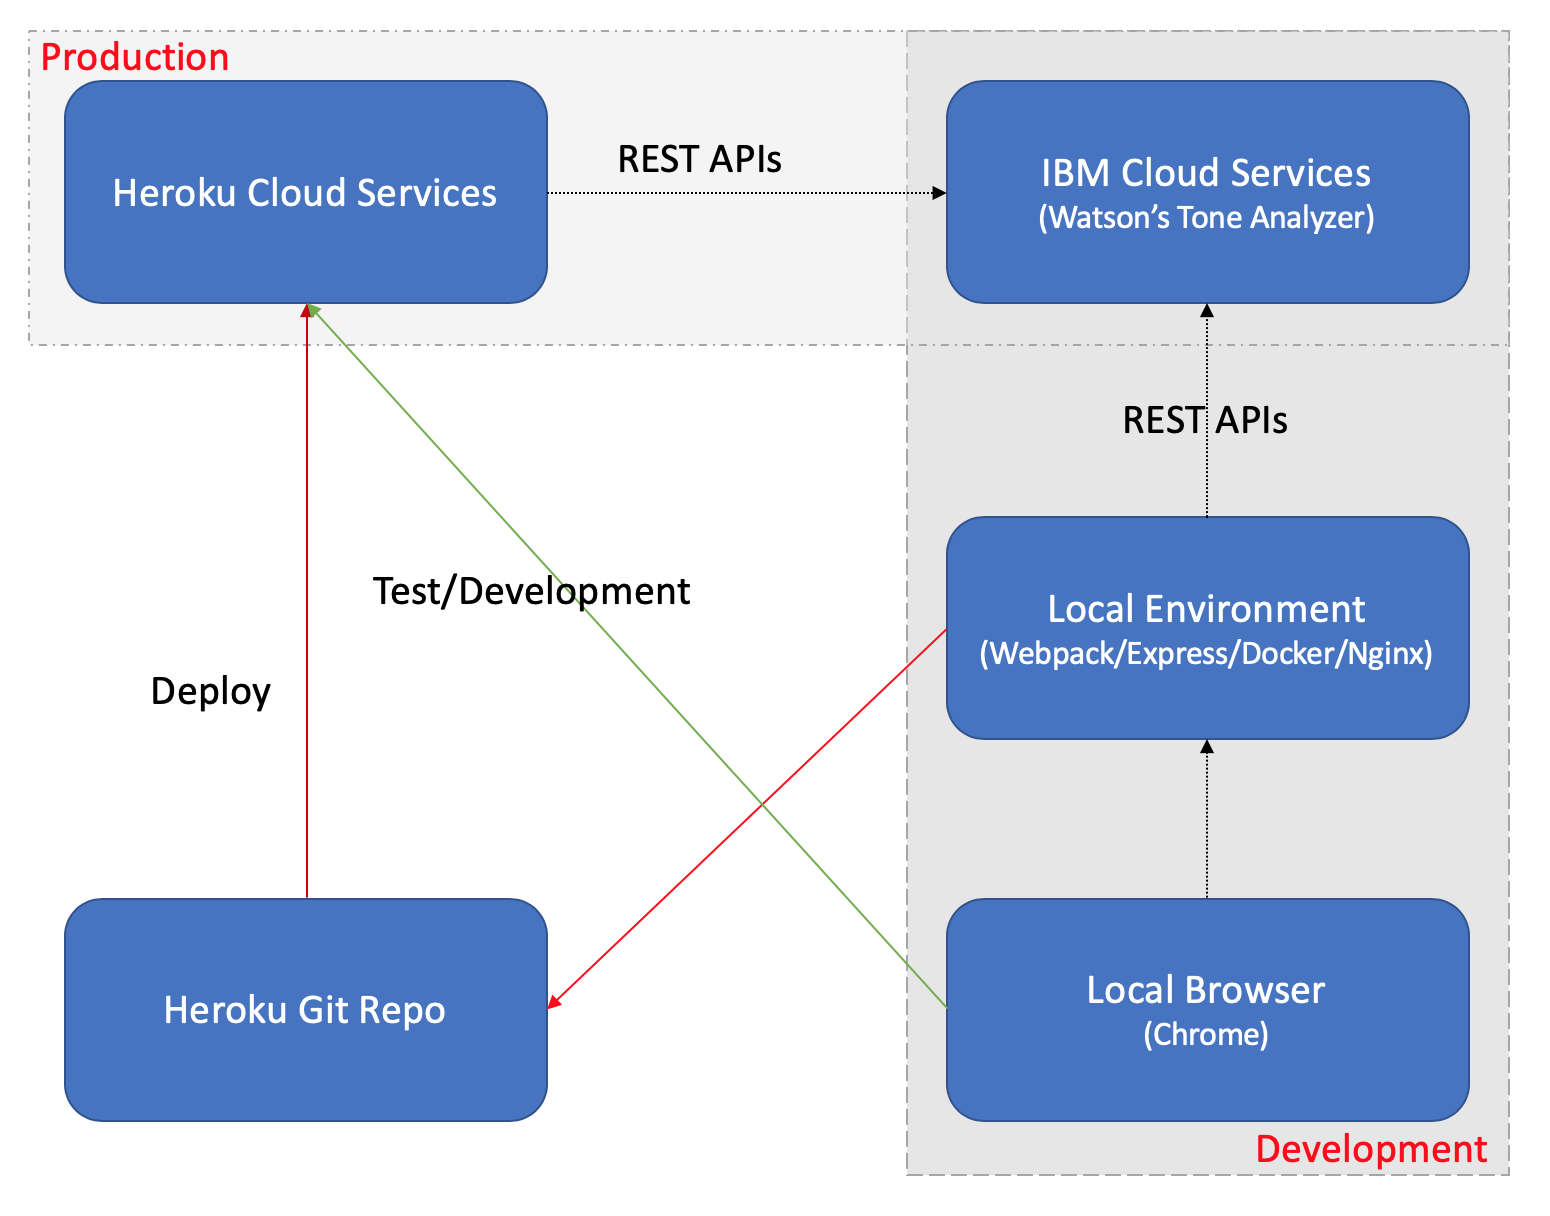 Production
Heroku Cloud Services
REST APIs
IBM Cloud Services
(Watson’s Tone Analyzer)
REST APIs
Test/Development
Local Environment
(Webpack/Express/Docker/Nginx)
Deploy
Heroku Git Repo
Local Browser
(Chrome)
Development